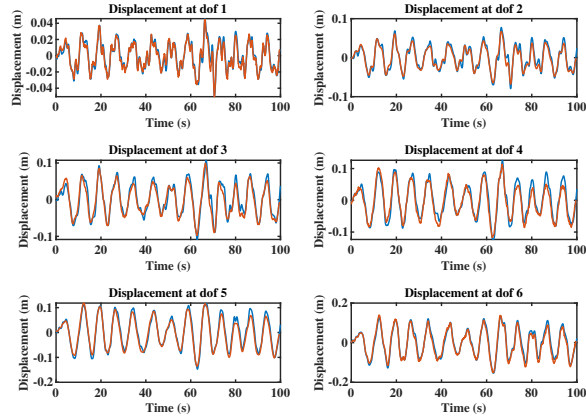 Displacement at dof 1
Displacement (m)
0.04
0.02
0
-0.02
-0.04
0 20 40 60 80 100
Time (s)
Displacement at dof 2
Displacement (m)
0.1
0
-0.1
0 20 40 60 80 100
Time (s)
Displacement at dof 3
Displacement (m)
0.1
0
-0.1
0 20 40 60 80 100
Time (s)
Displacement at dof 4
Displacement (m)
0.1
0
-0.1
0 20 40 60 80 100
Time (s)
Displacement at dof 5
Displacement (m)
0.1
0
-0.1
-0.2
0 20 40 60 80 100
Time (s)
Displacement at dof 6
Displacement (m)
0.2
0
-0.2
0 20 40 60 80 100
Time (s)